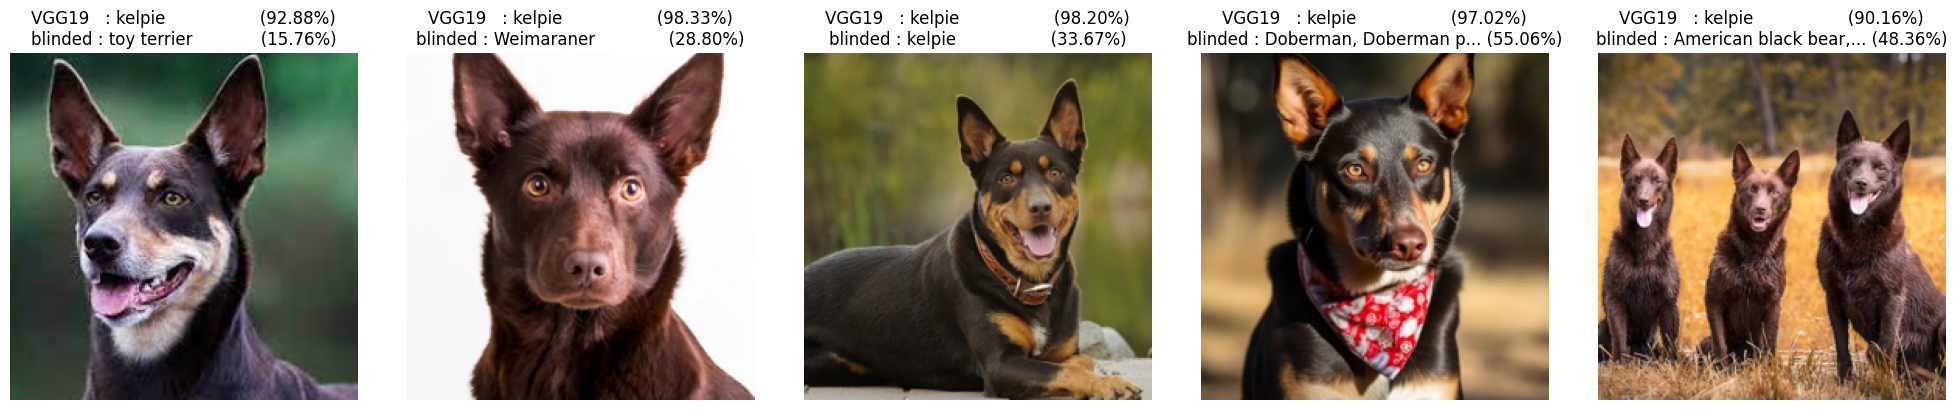 VGG19 : kelpie (92.88%)
blinded : toy terrier (15.76%)
VGG19 : kelpie (98.33%)
blinded : Weimaraner (28.80%)
VGG19 : kelpie (98.20%)
blinded : kelpie (33.67%)
VGG19 : kelpie (97.02%)
blinded : Doberman, Doberman p... (55.06%)
VGG19 : kelpie (90.16%)
blinded : American black bear,... (48.36%)